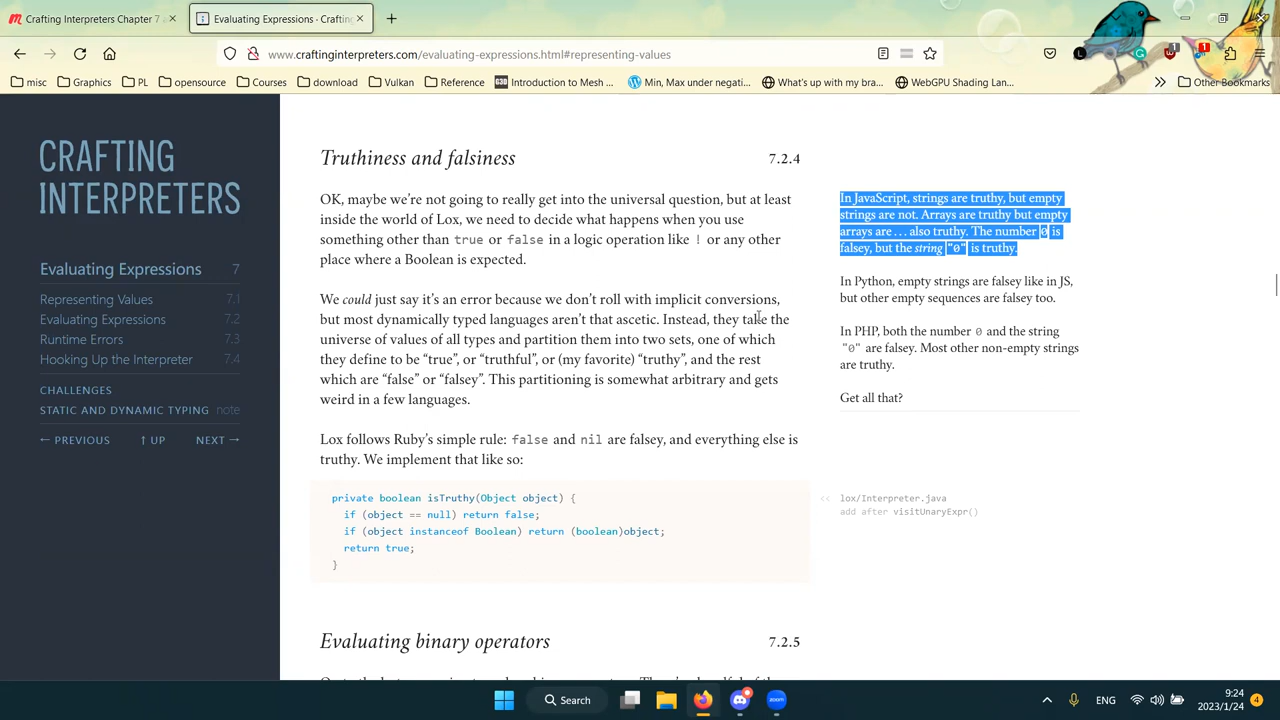 Crafting Interpreters Chapter 7 a
Evaluating Expressions · Crafting
www.craftinginterpreters.com/evaluating-expressions.html#representing-values
misc
Graphics
PL
opensource
Courses
download
Vulkan
Reference
Introduction to Mesh ...
Min, Max under negati...
What's up with my bra...
WebGPU Shading Lan...
Other Bookmarks
CRAFTING
INTERPRETERS
Evaluating Expressions 7
Representing Values 7.1
Evaluating Expressions 7.2
Runtime Errors 7.3
Hooking Up the Interpreter 7.4
CHALLENGES
STATIC AND DYNAMIC TYPING note
← PREVIOUS ↑ UP NEXT →
Truthiness and falsiness 7.2.4
OK, maybe we're not going to really get into the universal question, but at least
inside the world of Lox, we need to decide what happens when you use
something other than true or false in a logic operation like ! or any other
place where a Boolean is expected.
We could just say it's an error because we don't roll with implicit conversions,
but most dynamically typed languages aren't that ascetic. Instead, they take the
universe of values of all types and partition them into two sets, one of which
they define to be “true”, or “truthful”, or (my favorite) “truthy”, and the rest
which are “false” or “falsey”. This partitioning is somewhat arbitrary and gets
weird in a few languages.
Lox follows Ruby's simple rule: false and nil are falsey, and everything else is
truthy. We implement that like so:
private boolean isTruthy(Object object) {
if (object == null) return false;
if (object instanceof Boolean) return (boolean)object;
return true;
}
Evaluating binary operators 7.2.5
In JavaScript, strings are truthy, but empty
strings are not. Arrays are truthy but empty
arrays are . . . also truthy. The number 0 is
falsey, but the string "0" is truthy.
In Python, empty strings are falsey like in JS,
but other empty sequences are falsey too.
In PHP, both the number 0 and the string
"0" are falsey. Most other non-empty strings
are truthy.
Get all that?
<< lox/Interpreter.java
add after visitUnaryExpr()
Search
zoom
ENG
9:24
2023/1/24
4